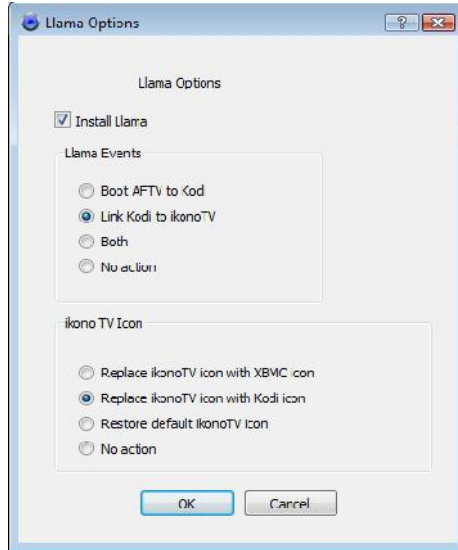 Llama Options
Llama Options
Install Llama
Llama Events
Boot AFTV to Kodi
Link Kodi to ikonoTV
Both
No action
ikono TV Icon
Replace ikonoTV icon with XBMC icon
Replace ikonoTV icon with Kodi icon
Restore default IkonoTV Icon
No action
OK
Cancel